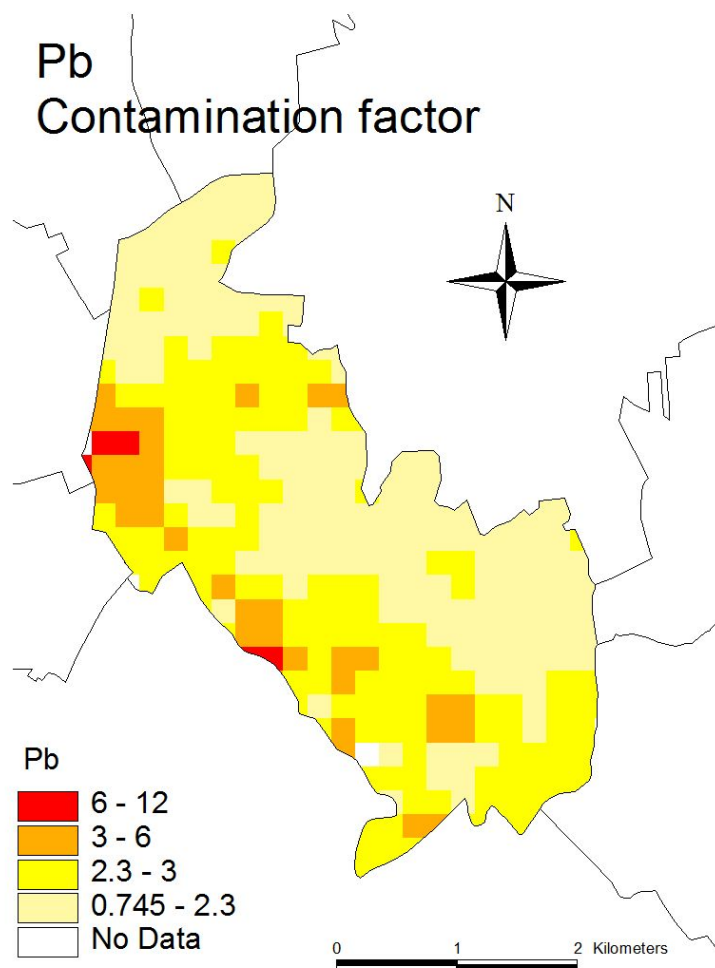 Pb
Contamination factor
N
Pb
6 - 12
3 - 6
2.3 - 3
0.745 - 2.3
No Data
0 1 2 Kilometers